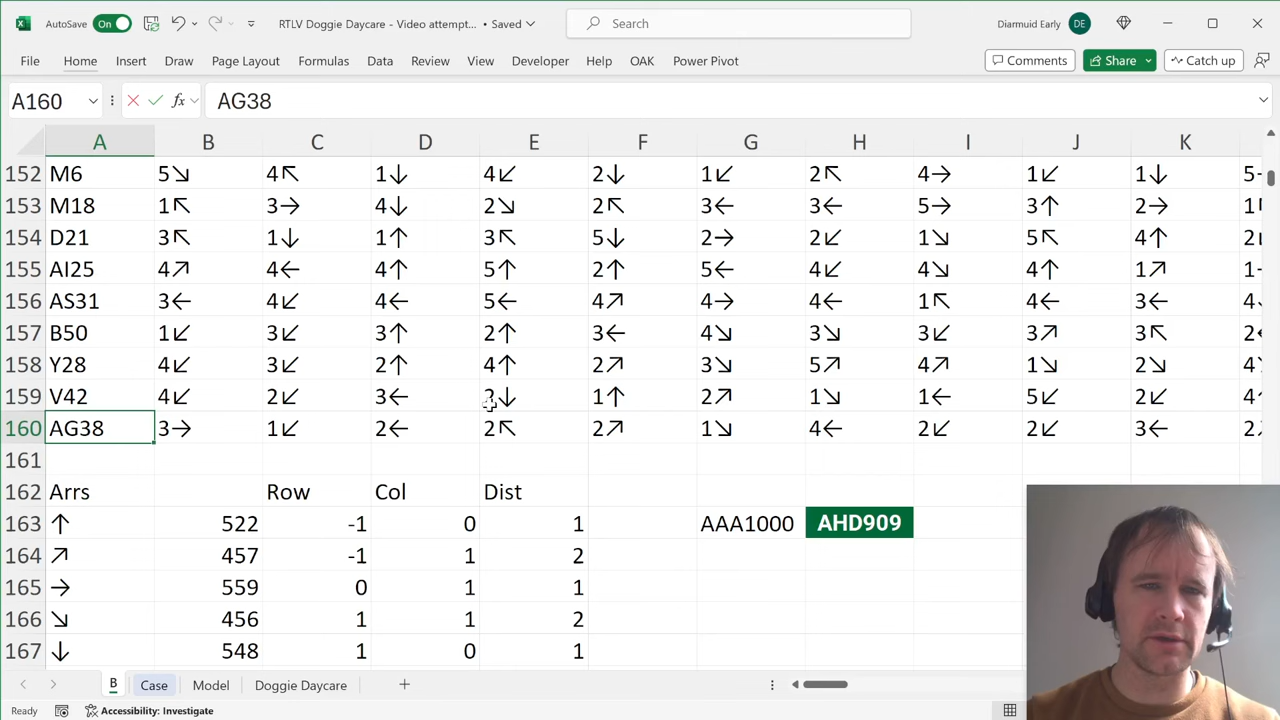 AutoSave On RTLV Doggie Daycare - Video attempt... • Saved Search Diarmuid Early DE
File Home Insert Draw Page Layout Formulas Data Review View Developer Help OAK Power Pivot Comments Share Catch up
A160 fx AG38
A B C D E F G H I J K
152 M6 5↘ 4↖ 1↓ 4↙ 2↓ 1↙ 2↖ 4→ 1↙ 1↓ 5-
153 M18 1↖ 3→ 4↓ 2↘ 2↖ 3← 3← 5→ 3↑ 2→
154 D21 3↖ 1↓ 1↑ 3↖ 5↓ 2→ 2↙ 1↘ 5↖ 4↑
155 AI25 4↗ 4← 4↑ 5↑ 2↑ 5← 4↙ 4↘ 4↑ 1↗ 1-
156 AS31 3← 4↙ 4← 5← 4↗ 4→ 4← 1↖ 4← 3←
157 B50 1↙ 3↙ 3↑ 2↑ 3← 4↘ 3↘ 3↙ 3↗ 3↖
158 Y28 4↙ 3↙ 2↑ 4↑ 2↗ 3↘ 5↗ 4↗ 1↘ 2↘
159 V42 4↙ 2↙ 3← 2↓ 1↑ 2↗ 1↘ 1← 5↙ 2↙
160 AG38 3→ 1↙ 2← 2↖ 2↗ 1↘ 4← 2↙ 2↙ 3←
161
162 Arrs Row Col Dist
163 ↑ 522 -1 0 1 AAA1000 AHD909
164 ↗ 457 -1 1 2
165 → 559 0 1 1
166 ↘ 456 1 1 2
167 ↓ 548 1 0 1
B Case Model Doggie Daycare
Ready Accessibility: Investigate